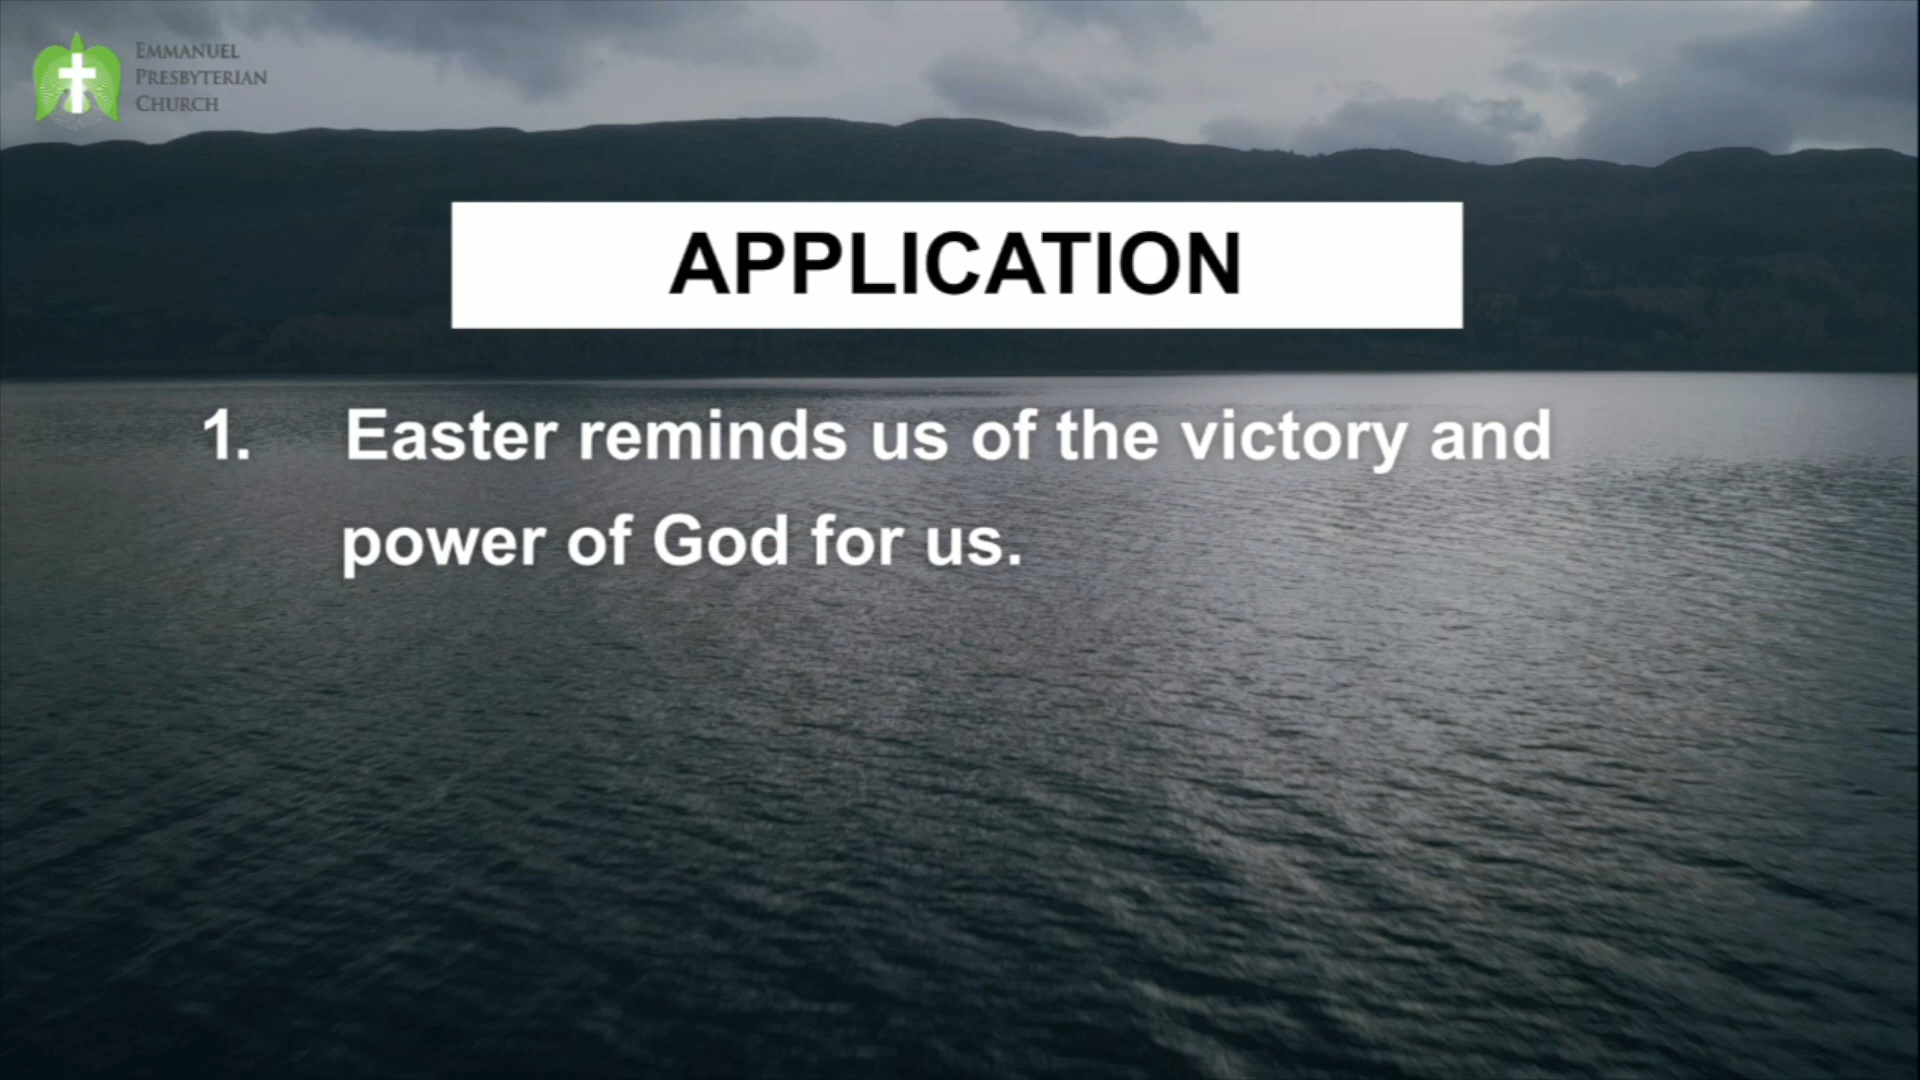 EMMANUEL
PRESBYTERIAN
CHURCH
APPLICATION
1. Easter reminds us of the victory and
power of God for us.